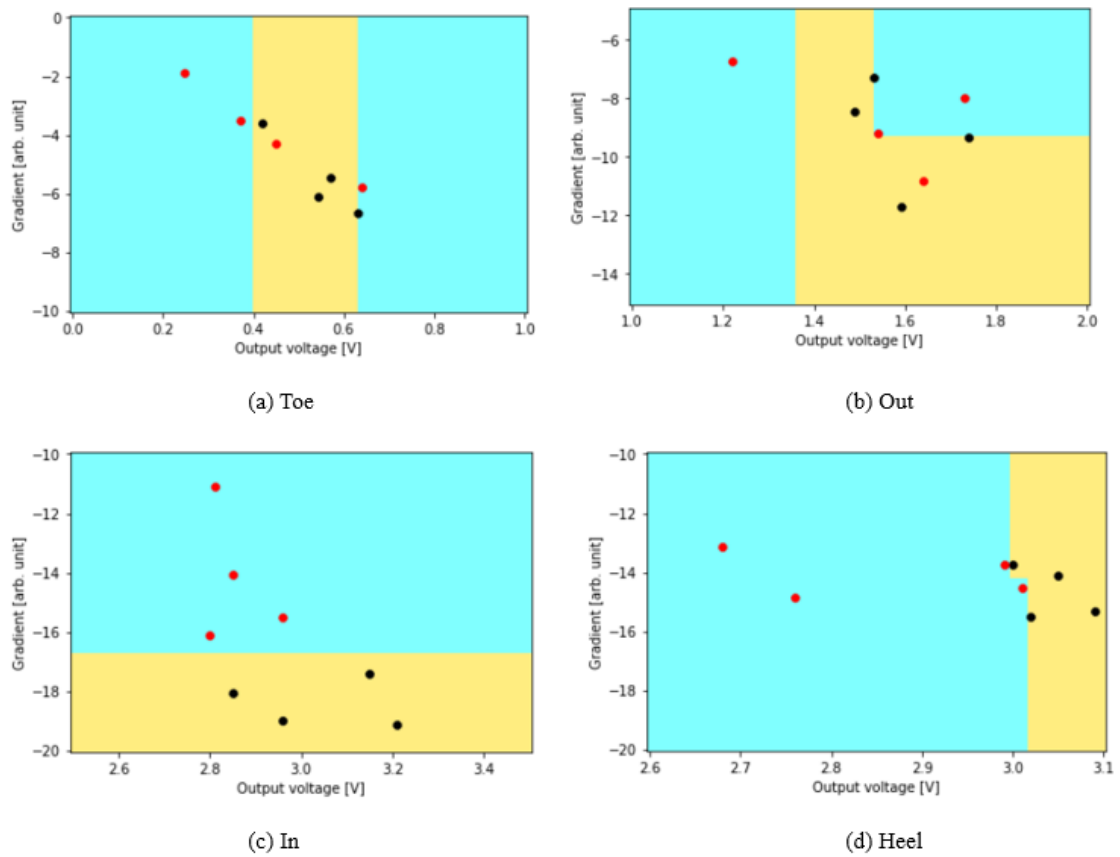 0
−2
−4
−6
−8
−10
Gradient [arb. unit]
0.0 0.2 0.4 0.6 0.8 1.0
Output voltage [V]
(a) Toe
−6
−8
−10
−12
−14
Gradient [arb. unit]
1.0 1.2 1.4 1.6 1.8 2.0
Output voltage [V]
(b) Out
−10
−12
−14
−16
−18
−20
Gradient [arb. unit]
2.6 2.8 3.0 3.2 3.4
Output voltage [V]
(c) In
−10
−12
−14
−16
−18
−20
Gradient [arb. unit]
2.6 2.7 2.8 2.9 3.0 3.1
Output voltage [V]
(d) Heel